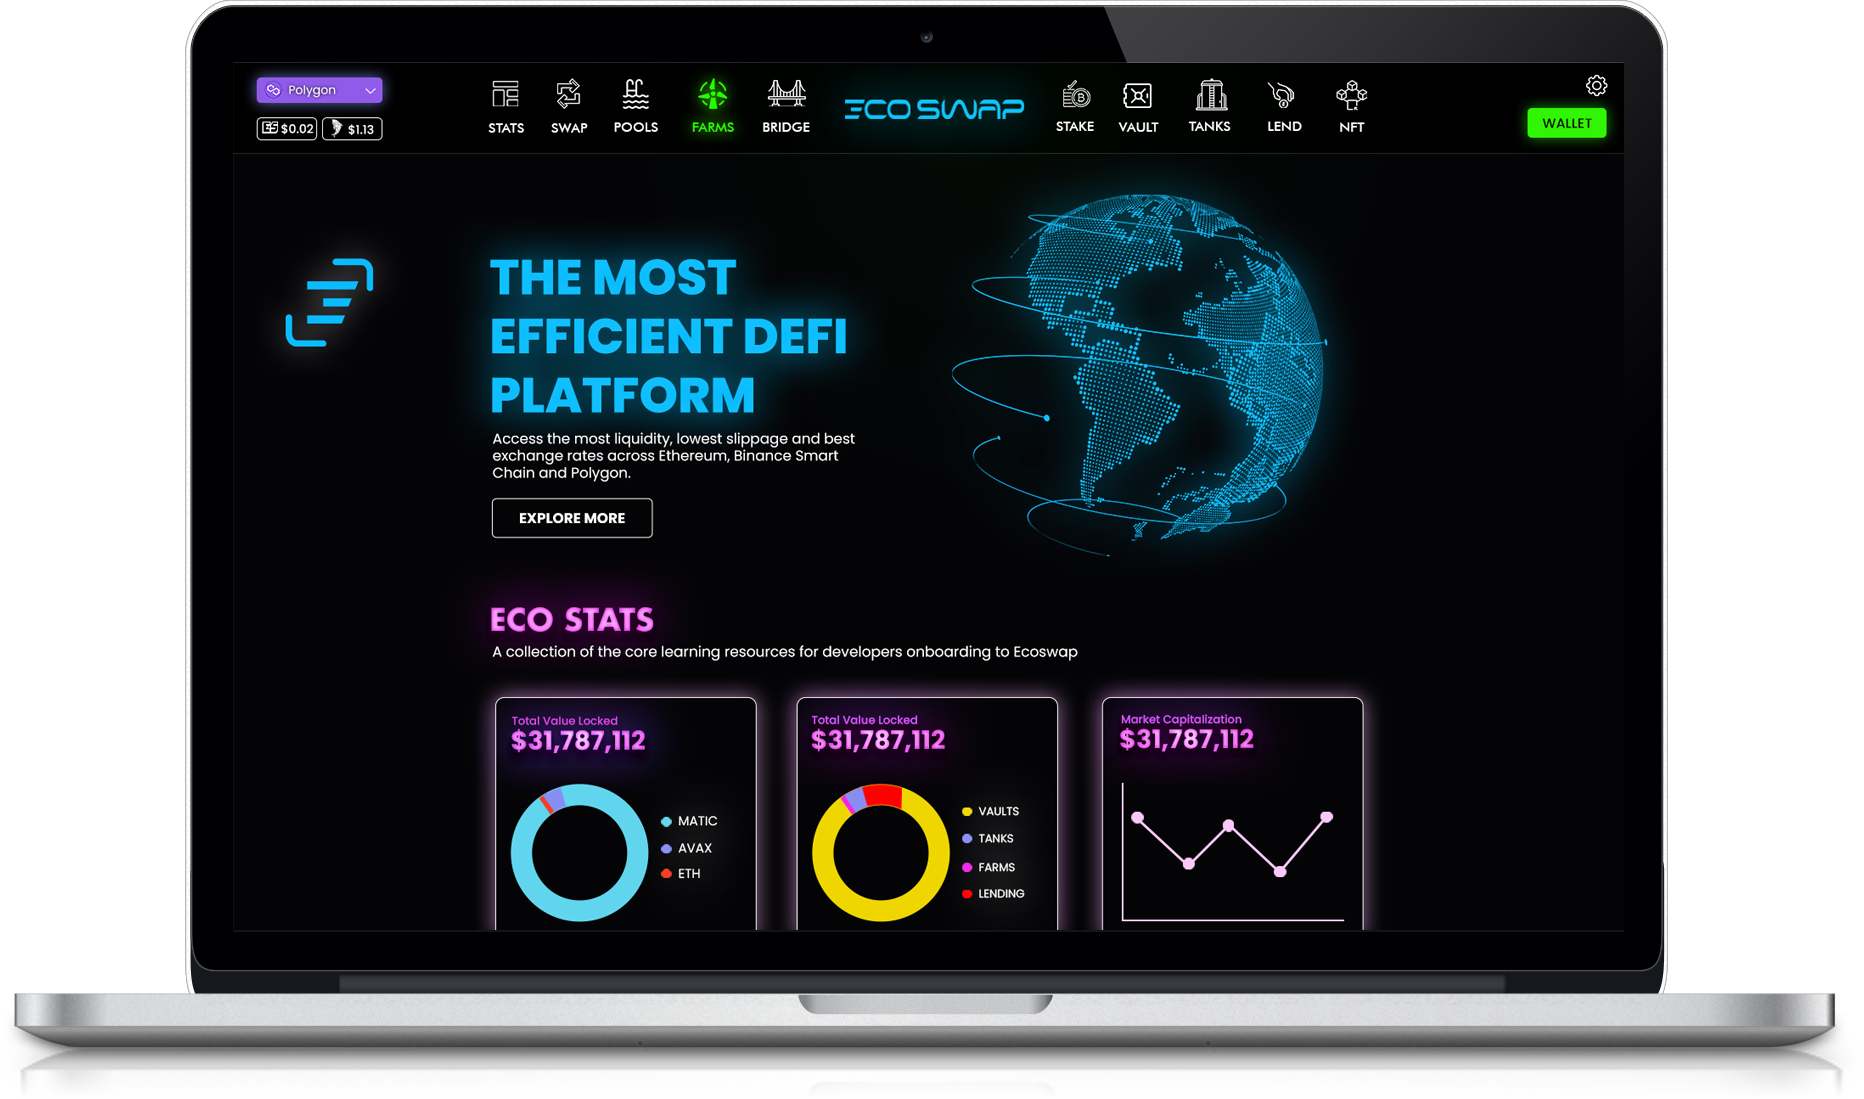 Polygon
$0.02 $1.13
STATS SWAP POOLS FARMS BRIDGE
ECO SWAP
STAKE VAULT TANKS LEND NFT
WALLET
THE MOST
EFFICIENT DEFI
PLATFORM
Access the most liquidity, lowest slippage and best
exchange rates across Ethereum, Binance Smart
Chain and Polygon.
EXPLORE MORE
ECO STATS
A collection of the core learning resources for developers onboarding to Ecoswap
Total Value Locked
$31,787,112
MATIC
AVAX
ETH
Total Value Locked
$31,787,112
VAULTS
TANKS
FARMS
LENDING
Market Capitalization
$31,787,112